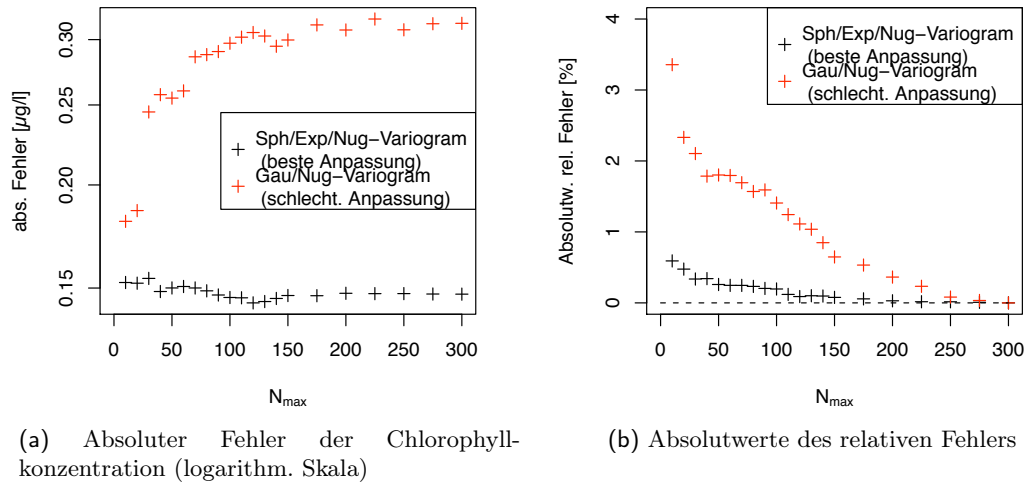 abs. Fehler [µg/l]
0.30
0.25
0.20
0.15
Sph/Exp/Nug−Variogram
(beste Anpassung)
Gau/Nug−Variogram
(schlecht. Anpassung)
0 50 100 150 200 250 300
Nmax
(a) Absoluter Fehler der Chlorophyll-
konzentration (logarithm. Skala)
Absolutw. rel. Fehler [%]
4
3
2
1
0
Sph/Exp/Nug−Variogram
(beste Anpassung)
Gau/Nug−Variogram
(schlecht. Anpassung)
0 50 100 150 200 250 300
Nmax
(b) Absolutwerte des relativen Fehlers